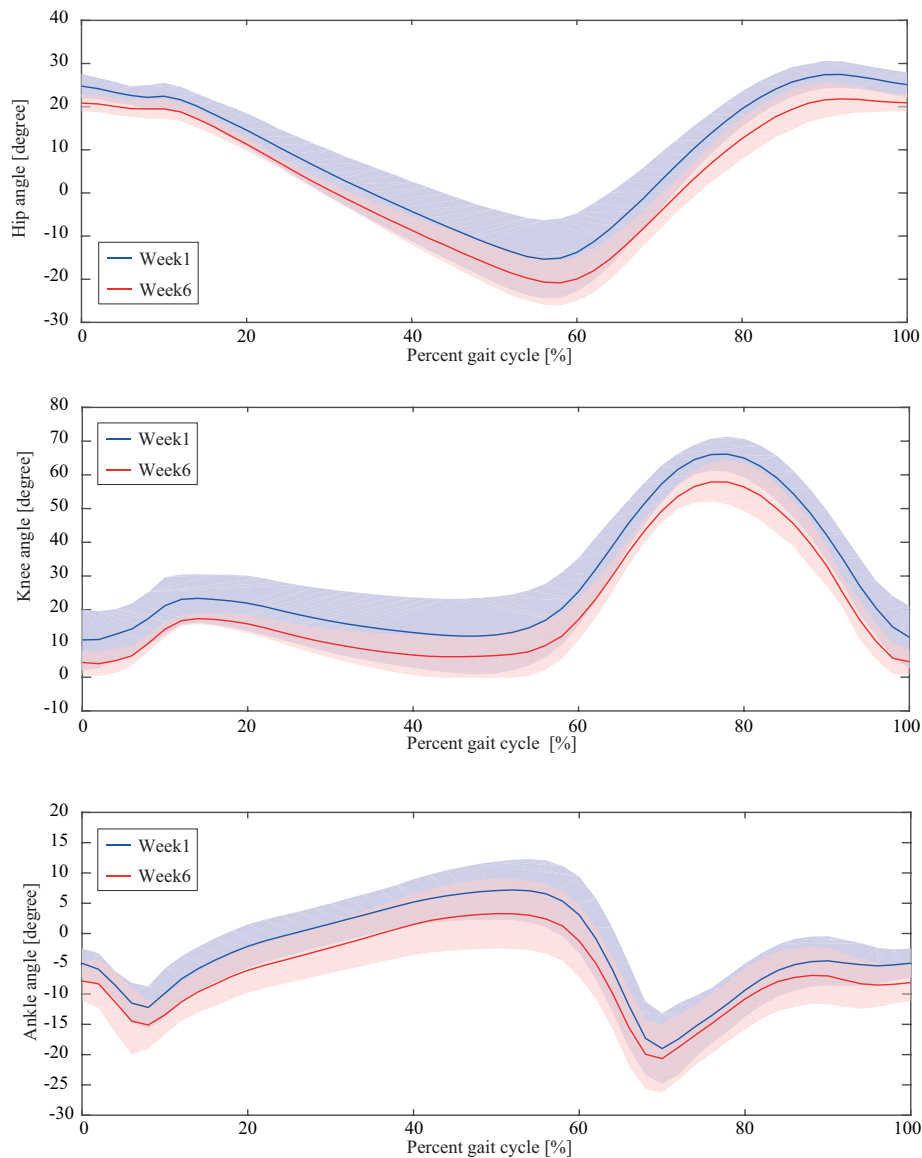 40
30
20
10
0
-10
-20
-30
Hip angle [degree]
Week1
Week6
0 20 40 60 80 100
Percent gait cycle [%]
80
70
60
50
40
30
20
10
0
-10
Knee angle [degree]
Week1
Week6
0 20 40 60 80 100
Percent gait cycle [%]
20
15
10
5
0
-5
-10
-15
-20
-25
-30
Ankle angle [degree]
Week1
Week6
0 20 40 60 80 100
Percent gait cycle [%]